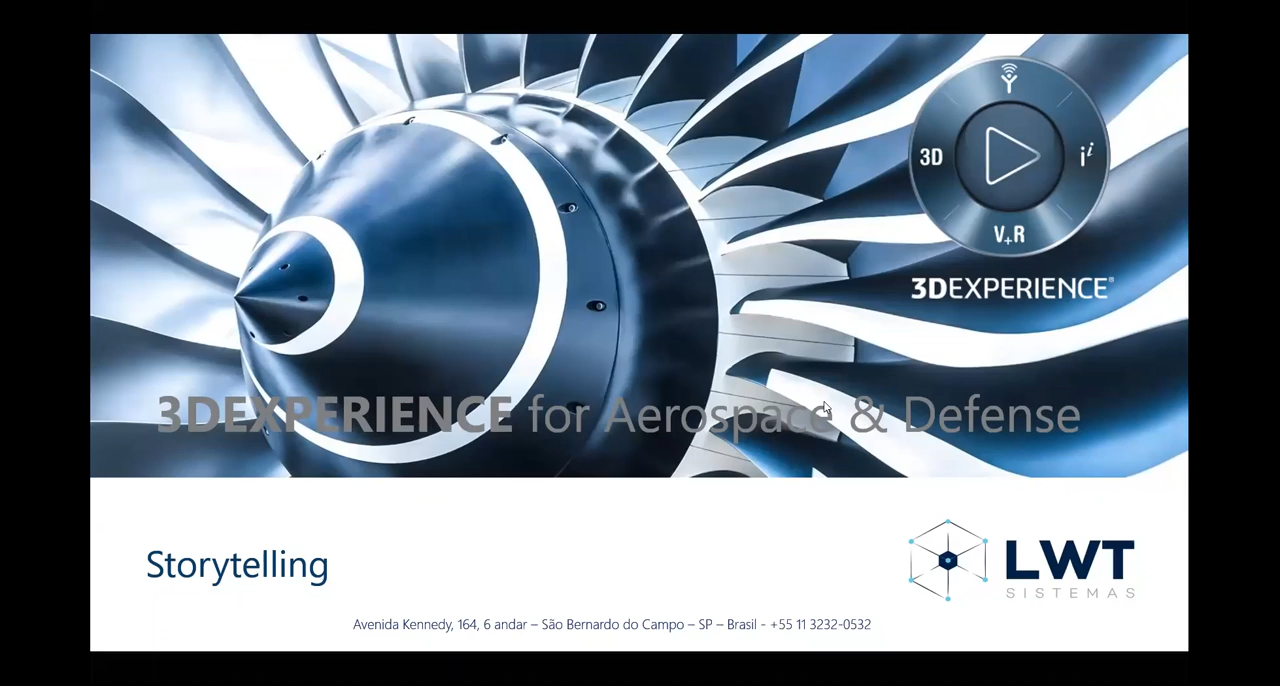 3D
i i
V+R
3DEXPERIENCE®
3DEXPERIENCE for Aerospace & Defense
Storytelling
LWT
SISTEMAS
Avenida Kennedy, 164, 6 andar – São Bernardo do Campo – SP – Brasil - +55 11 3232-0532